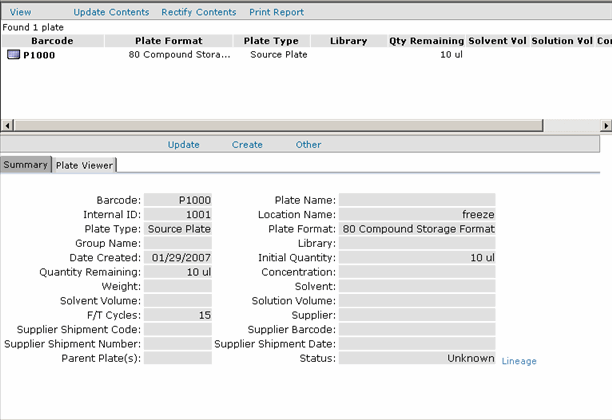 View Update Contents Rectify Contents Print Report
Found 1 plate
Barcode Plate Format Plate Type Library Qty Remaining Solvent Vol Solution Vol Con
P1000 80 Compound Stora... Source Plate 10 ul
Update Create Other
Summary Plate Viewer
Barcode: P1000 Plate Name:
Internal ID: 1001 Location Name: freeze
Plate Type: Source Plate Plate Format: 80 Compound Storage Format
Group Name: Library:
Date Created: 01/29/2007 Initial Quantity: 10 ul
Quantity Remaining: 10 ul Concentration:
Weight: Solvent:
Solvent Volume: Solution Volume:
F/T Cycles: 15 Supplier:
Supplier Shipment Code: Supplier Barcode:
Supplier Shipment Number: Supplier Shipment Date:
Parent Plate(s): Status: Unknown Lineage